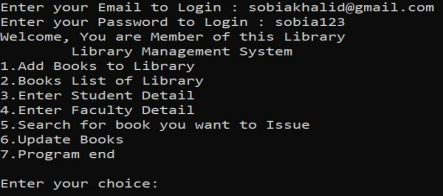 Enter your Email to Login : sobiakhalid@gmail.com
Enter your Password to Login : sobia123
Welcome, You are Member of this Library
Library Management System
1.Add Books to Library
2.Books List of Library
3.Enter Student Detail
4.Enter Faculty Detail
5.Search for book you want to Issue
6.Update Books
7.Program end
Enter your choice: